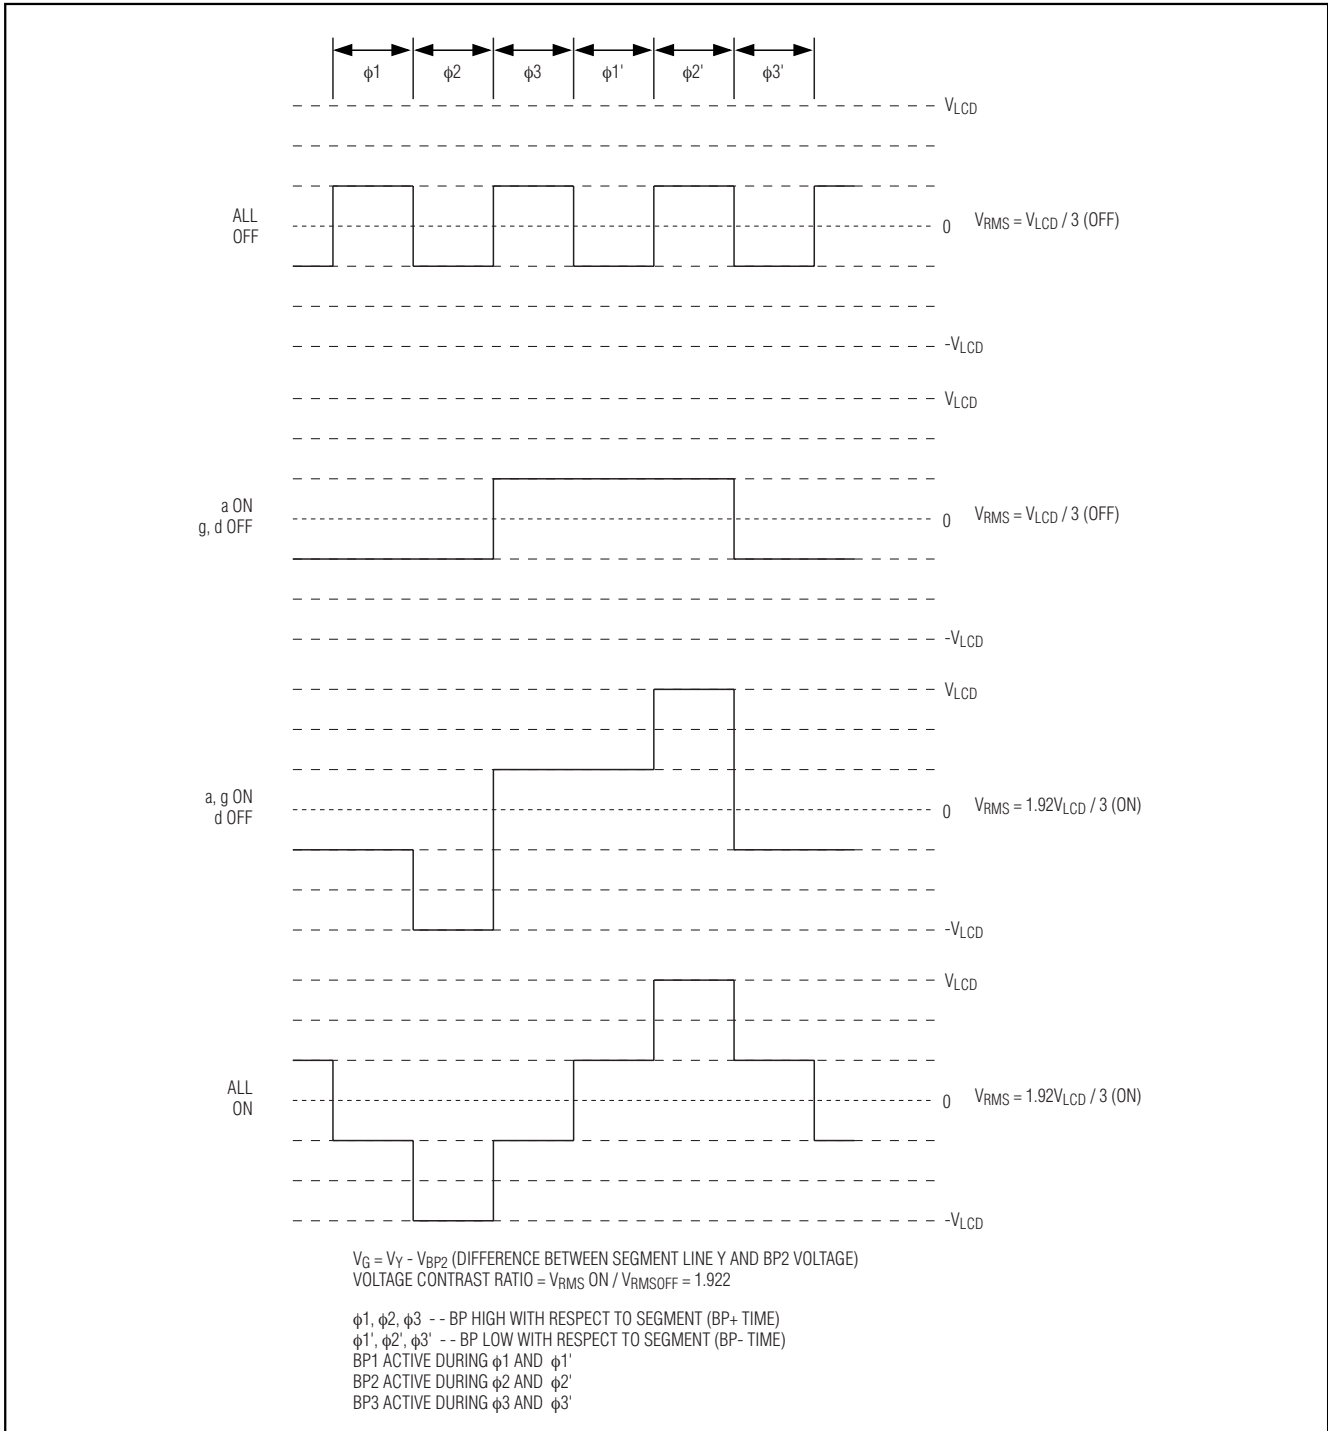 ϕ1 ϕ2 ϕ3 ϕ1' ϕ2' ϕ3'
VLCD
ALL
OFF
0 VRMS = VLCD / 3 (OFF)
-VLCD
VLCD
a ON
g, d OFF
0 VRMS = VLCD / 3 (OFF)
-VLCD
VLCD
a, g ON
d OFF
0 VRMS = 1.92VLCD / 3 (ON)
-VLCD
VLCD
ALL
ON
0 VRMS = 1.92VLCD / 3 (ON)
-VLCD
VG = VY - VBP2 (DIFFERENCE BETWEEN SEGMENT LINE Y AND BP2 VOLTAGE)
VOLTAGE CONTRAST RATIO = VRMS ON / VRMSOFF = 1.922
ϕ1, ϕ2, ϕ3 - - BP HIGH WITH RESPECT TO SEGMENT (BP+ TIME)
ϕ1', ϕ2', ϕ3' - - BP LOW WITH RESPECT TO SEGMENT (BP- TIME)
BP1 ACTIVE DURING ϕ1 AND ϕ1'
BP2 ACTIVE DURING ϕ2 AND ϕ2'
BP3 ACTIVE DURING ϕ3 AND ϕ3'